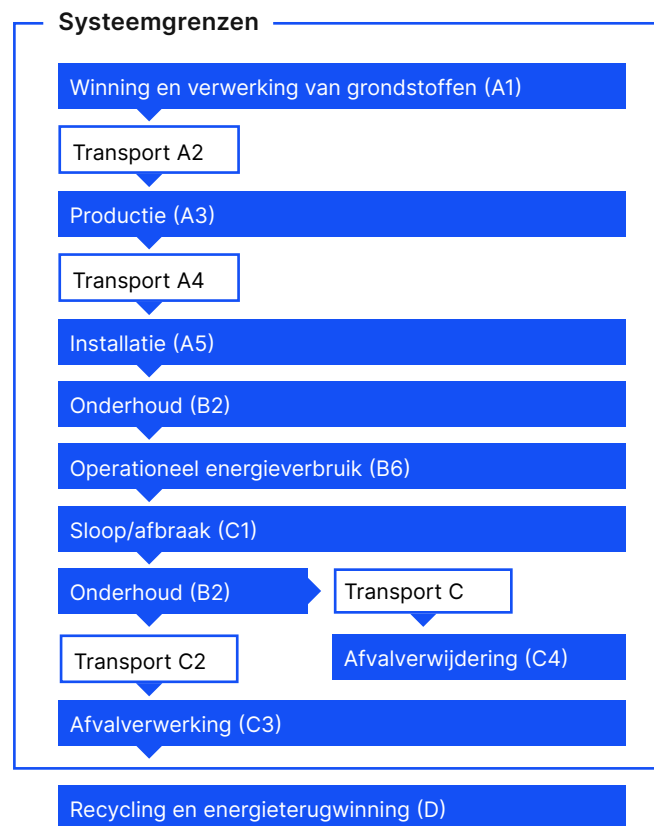 Systeemgrenzen
Winning en verwerking van grondstoffen (A1)
Transport A2
Productie (A3)
Transport A4
Installatie (A5)
Onderhoud (B2)
Operationeel energieverbruik (B6)
Sloop/afbraak (C1)
Onderhoud (B2)
Transport C
Transport C2
Afvalverwijdering (C4)
Afvalverwerking (C3)
Recycling en energieterugwinning (D)